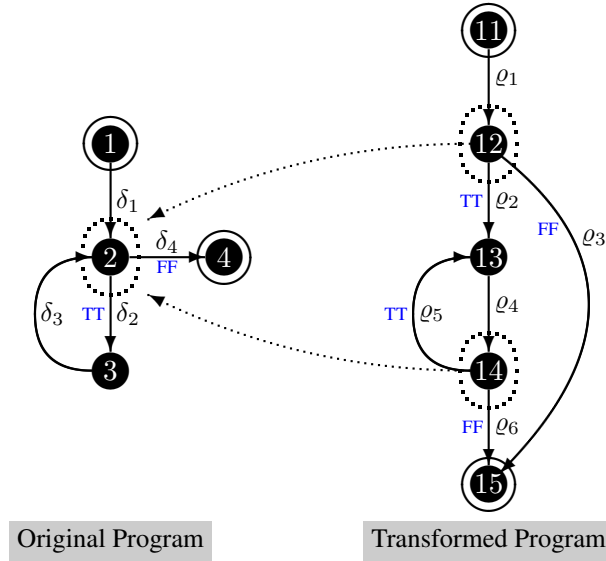 11
ϱ1
1
12
δ1
TT
ϱ2
ϱ3
FF
2
δ4
FF
4
13
δ3
TT
δ2
TT
ϱ5
ϱ4
3
14
FF
ϱ6
15
Original Program
Transformed Program